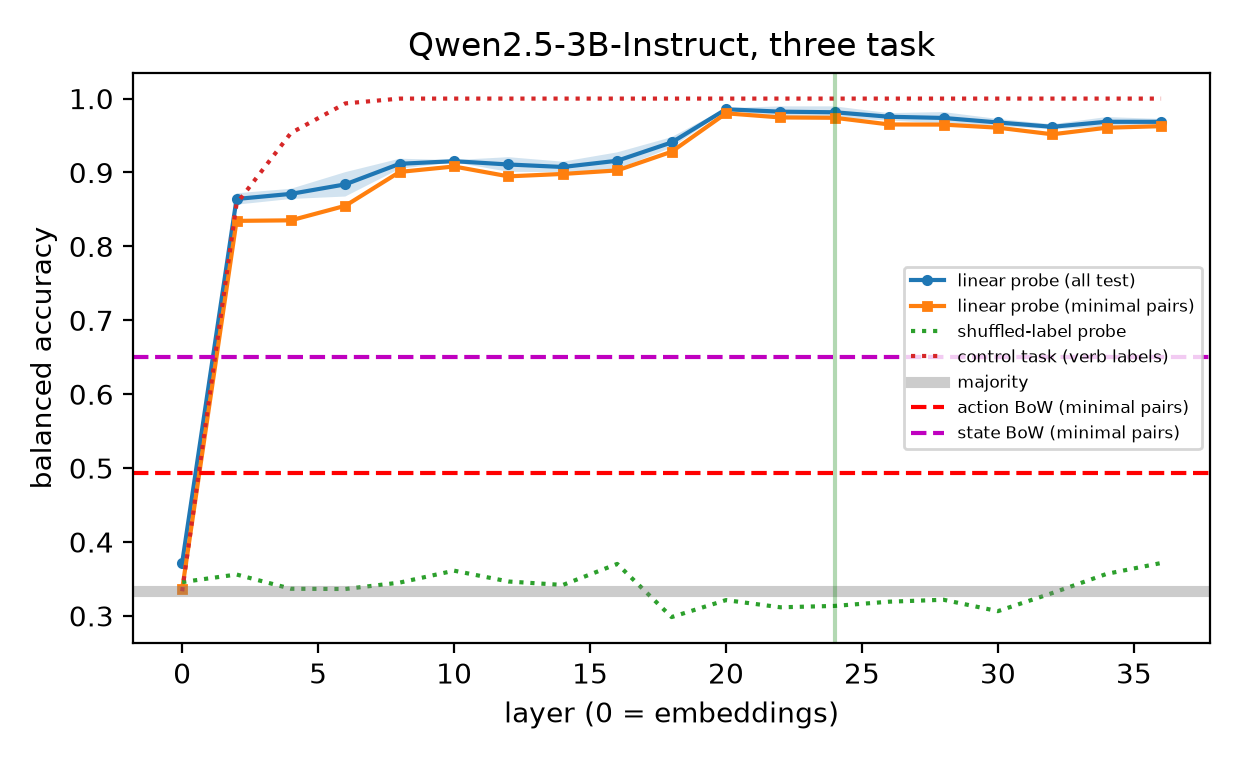 Qwen2.5-3B-Instruct, three task
balanced accuracy
1.0
0.9
0.8
0.7
0.6
0.5
0.4
0.3
linear probe (all test)
linear probe (minimal pairs)
shuffled-label probe
control task (verb labels)
majority
action BoW (minimal pairs)
state BoW (minimal pairs)
0 5 10 15 20 25 30 35
layer (0 = embeddings)